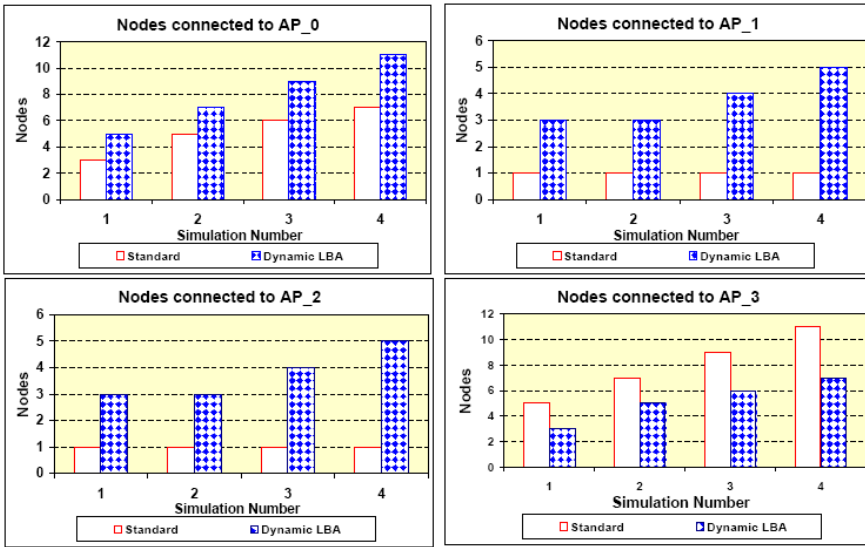 Nodes connected to AP_0
12
10
8
6
4
2
0
Nodes
1 2 3 4
Simulation Number
Standard Dynamic LBA
Nodes connected to AP_1
6
5
4
3
2
1
0
Nodes
1 2 3 4
Simulation Number
Standard Dynamic LBA
Nodes connected to AP_2
6
5
4
3
2
1
0
Nodes
1 2 3 4
Simulation Number
Standard Dynamic LBA
Nodes connected to AP_3
12
10
8
6
4
2
0
Nodes
1 2 3 4
Simulation Number
Standard Dynamic LBA